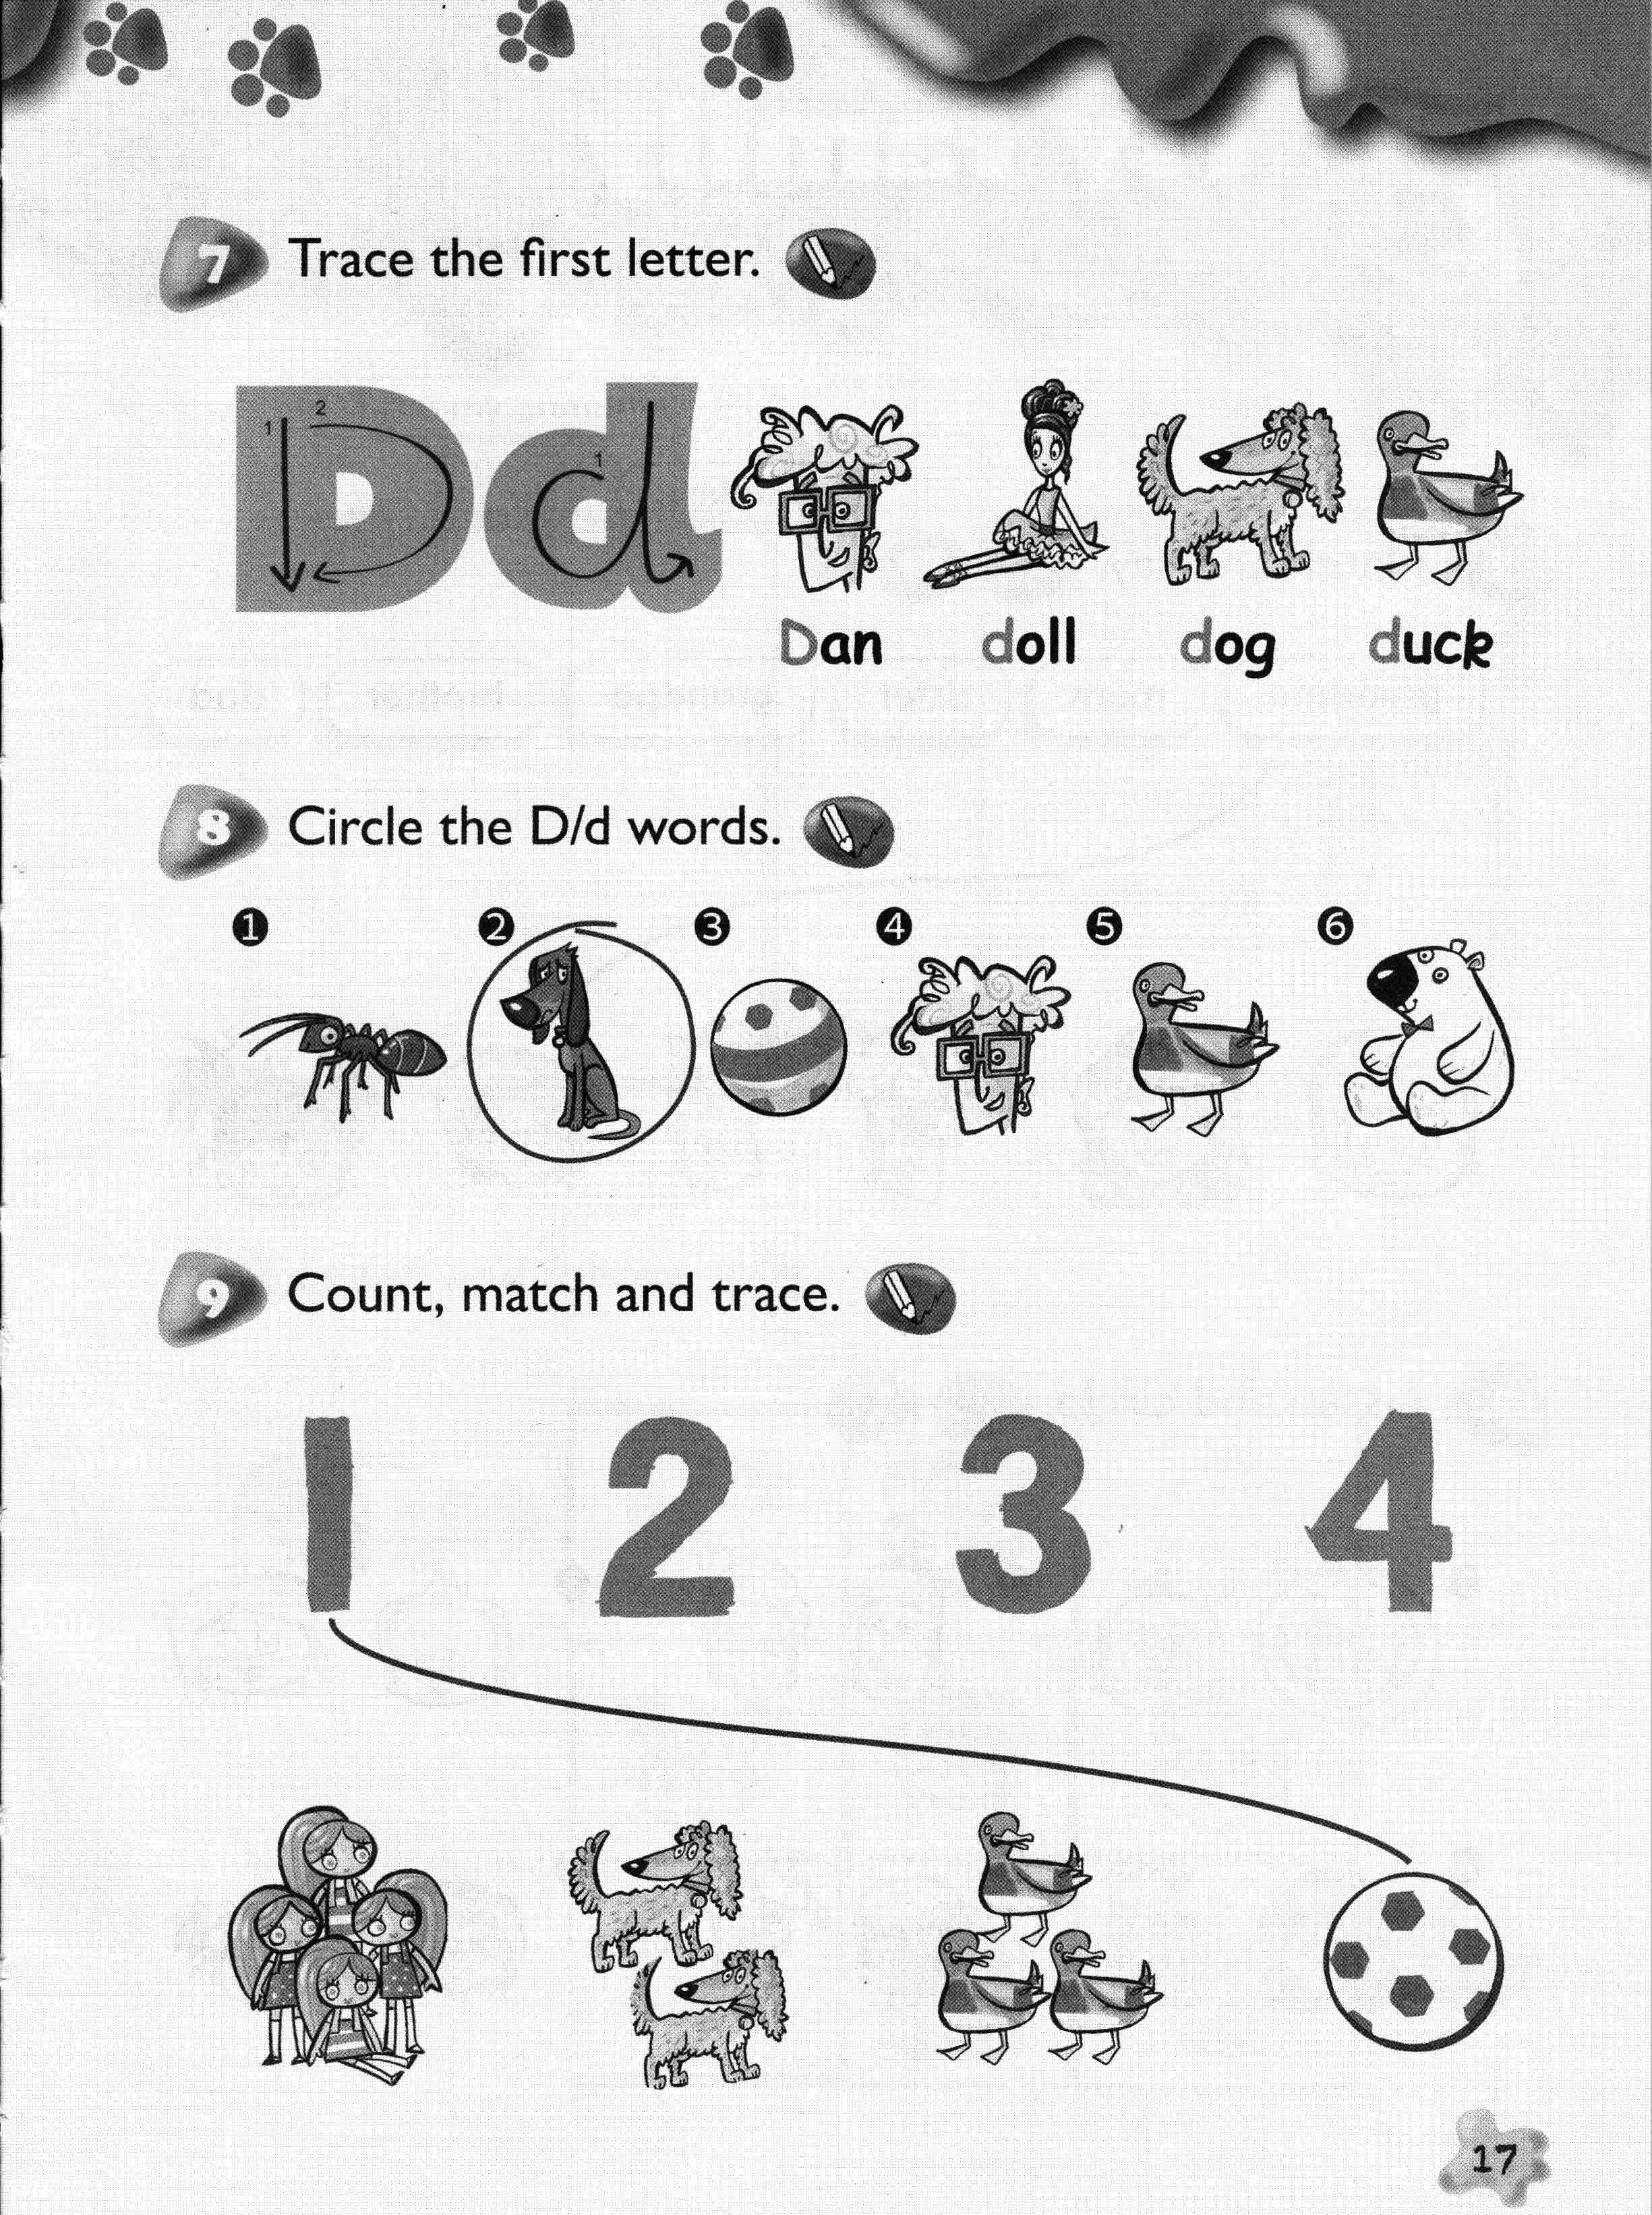 7 Trace the first letter.
Dd
1 2 1
Dan doll dog duck
8 Circle the D/d words.
1 2 3 4 5 6
9 Count, match and trace.
1 2 3 4
17